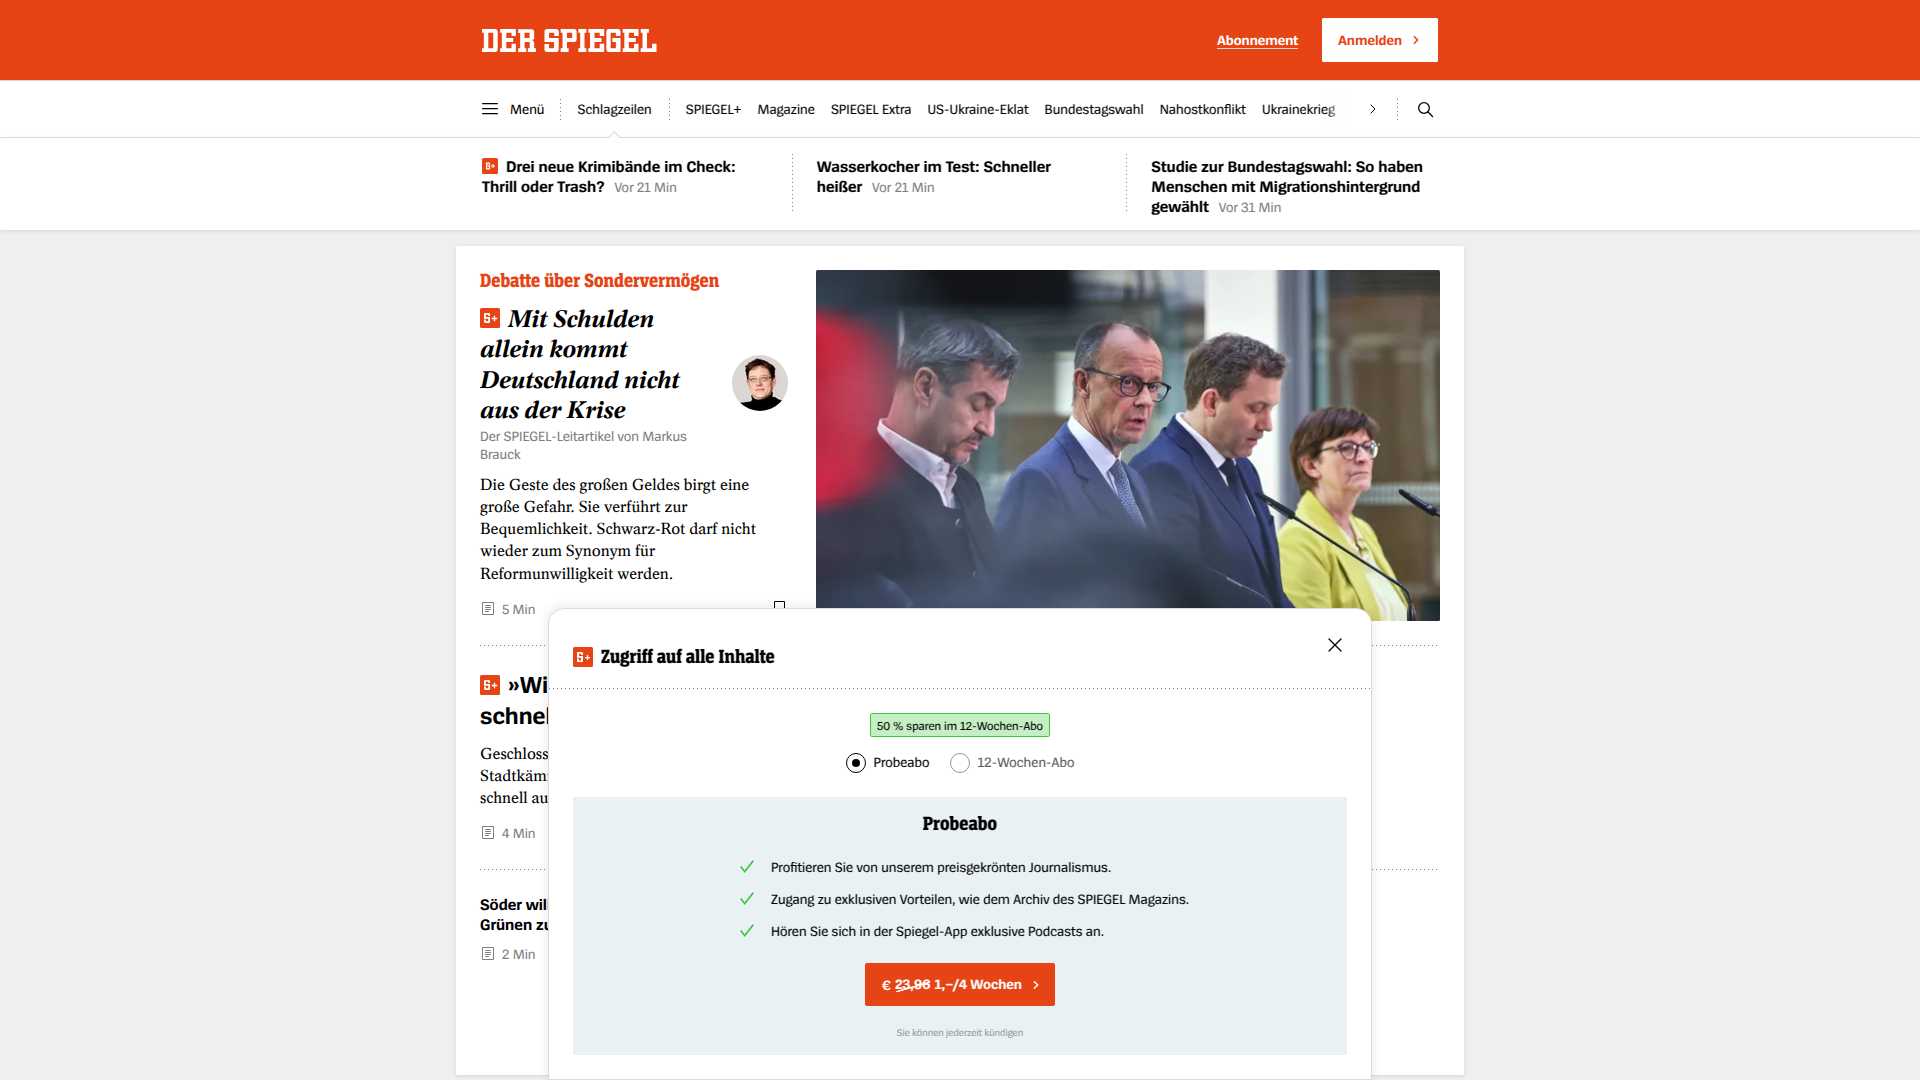 DER SPIEGEL
Abonnement
Anmelden
Menü
Schlagzeilen
SPIEGEL+
Magazine
SPIEGEL Extra
US-Ukraine-Eklat
Bundestagswahl
Nahostkonflikt
Ukrainekrieg
Drei neue Krimibände im Check:
Thrill oder Trash? Vor 21 Min
Wasserkocher im Test: Schneller
heißer Vor 21 Min
Studie zur Bundestagswahl: So haben
Menschen mit Migrationshintergrund
gewählt Vor 31 Min
Debatte über Sondervermögen
S+ Mit Schulden
allein kommt
Deutschland nicht
aus der Krise
Der SPIEGEL-Leitartikel von Markus
Brauck
Die Geste des großen Geldes birgt eine
große Gefahr. Sie verführt zur
Bequemlichkeit. Schwarz-Rot darf nicht
wieder zum Synonym für
Reformunwilligkeit werden.
5 Min
S+ »Wi
schnel
Geschloss
Stadtkäm
schnell au
4 Min
Söder wil
Grünen zu
2 Min
S+ Zugriff auf alle Inhalte
50 % sparen im 12-Wochen-Abo
Probeabo
12-Wochen-Abo
Probeabo
Profitieren Sie von unserem preisgekrönten Journalismus.
Zugang zu exklusiven Vorteilen, wie dem Archiv des SPIEGEL Magazins.
Hören Sie sich in der Spiegel-App exklusive Podcasts an.
€ 23,96 1,–/4 Wochen
Sie können jederzeit kündigen